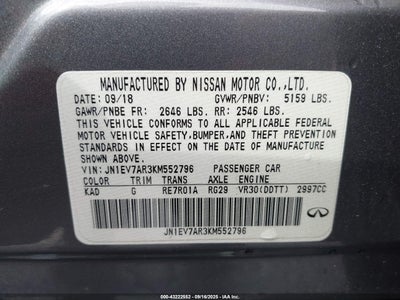 MANUFACTURED BY NISSAN MOTOR CO.,LTD.
DATE: 09/18 GVWR/PNBV: 5159 LBS.
GAWR/PNBE FR: 2646 LBS. RR: 2546 LBS.
THIS VEHICLE CONFORMS TO ALL APPLICABLE FEDERAL
MOTOR VEHICLE SAFETY, BUMPER, AND THEFT PREVENTION
STANDARDS IN EFFECT ON THE DATE OF MANUFACTURE
SHOWN ABOVE.
VIN: JN1EV7AR3KM552796 PASSENGER CAR
COLOR TRIM TRANS AXLE ENGINE
KAD G RE7R01A RG29 VR30(DDTT) 2997CC
JN1EV7AR3KM552796
INFINITI
©IAA 90-43222552 | 09/16/2025 - USA